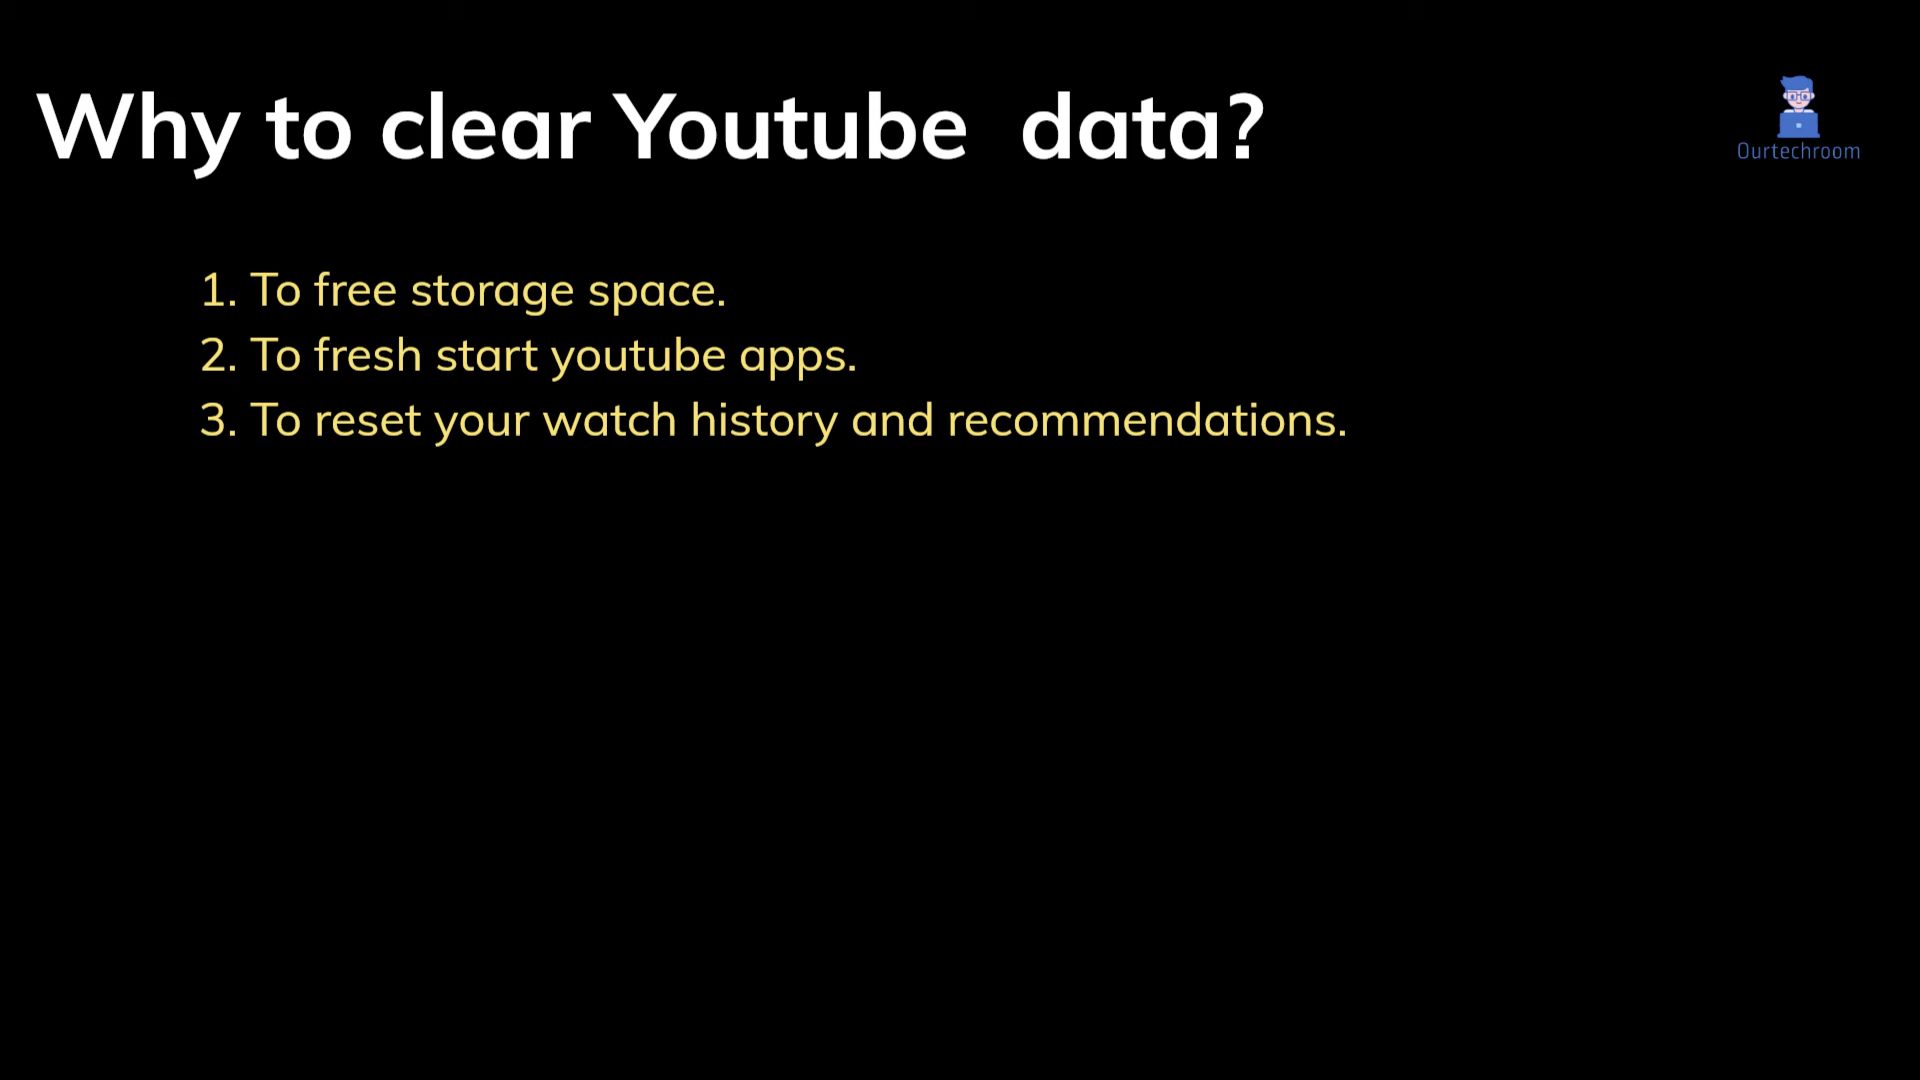 Why to clear Youtube  data?
Ourtechroom
1. To free storage space.
2. To fresh start youtube apps.
3. To reset your watch history and recommendations.